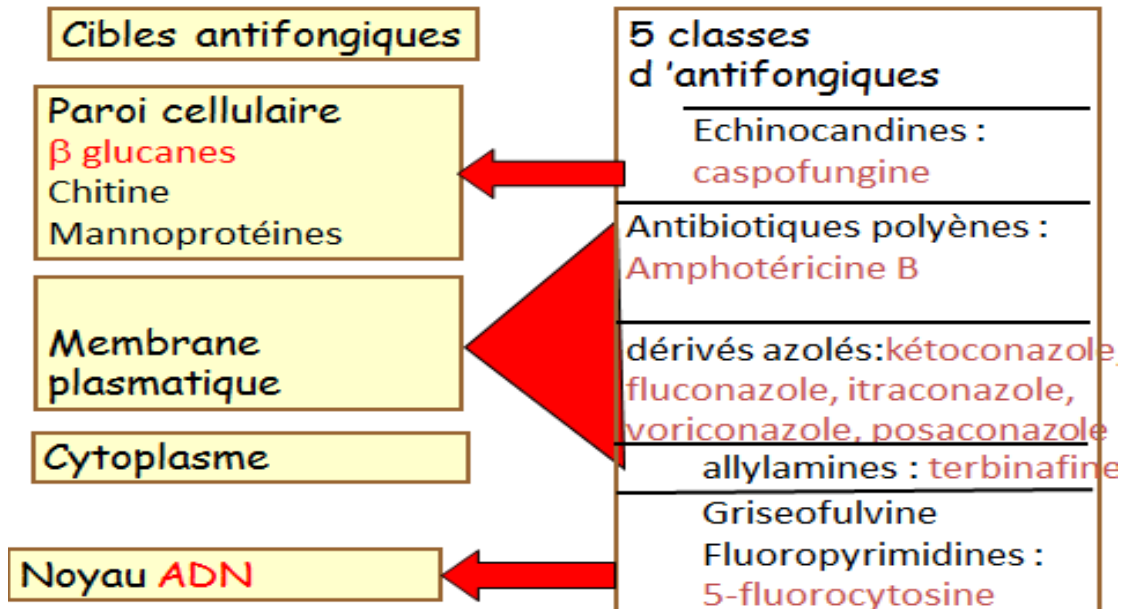 Cibles antifongiques
Paroi cellulaire
β glucanes
Chitine
Mannoprotéines
Membrane
plasmatique
Cytoplasme
Noyau ADN
5 classes
d 'antifongiques
Echinocandines :
caspofungine
Antibiotiques polyènes :
Amphotéricine B
dérivés azolés:kétoconazole,
fluconazole, itraconazole,
voriconazole, posaconazole
allylamines : terbinafine
Griseofulvine
Fluoropyrimidines :
5-fluorocytosine